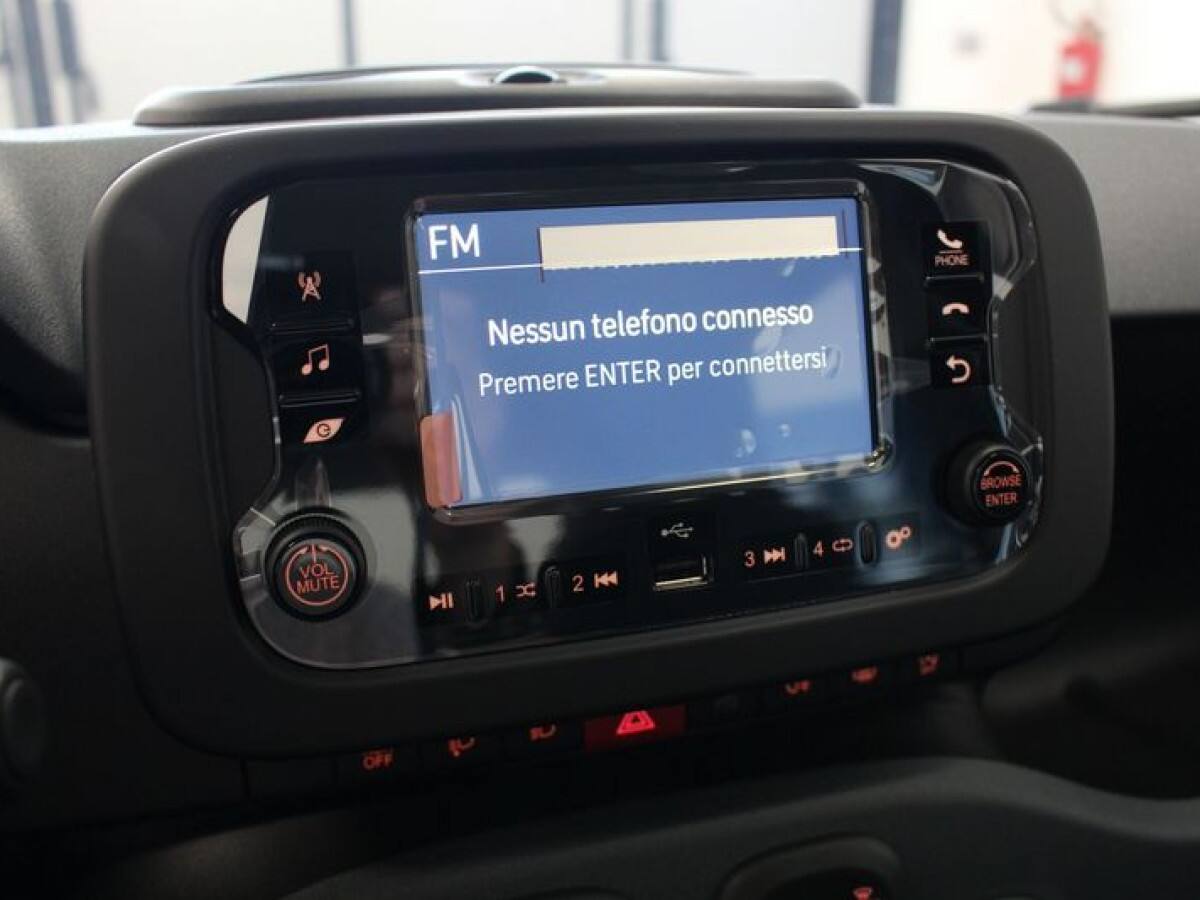 FM
Nessun telefono connesso
Premere ENTER per connettersi
PHONE
BROWSE
ENTER
VOL
MUTE
1
2
3
4
OFF